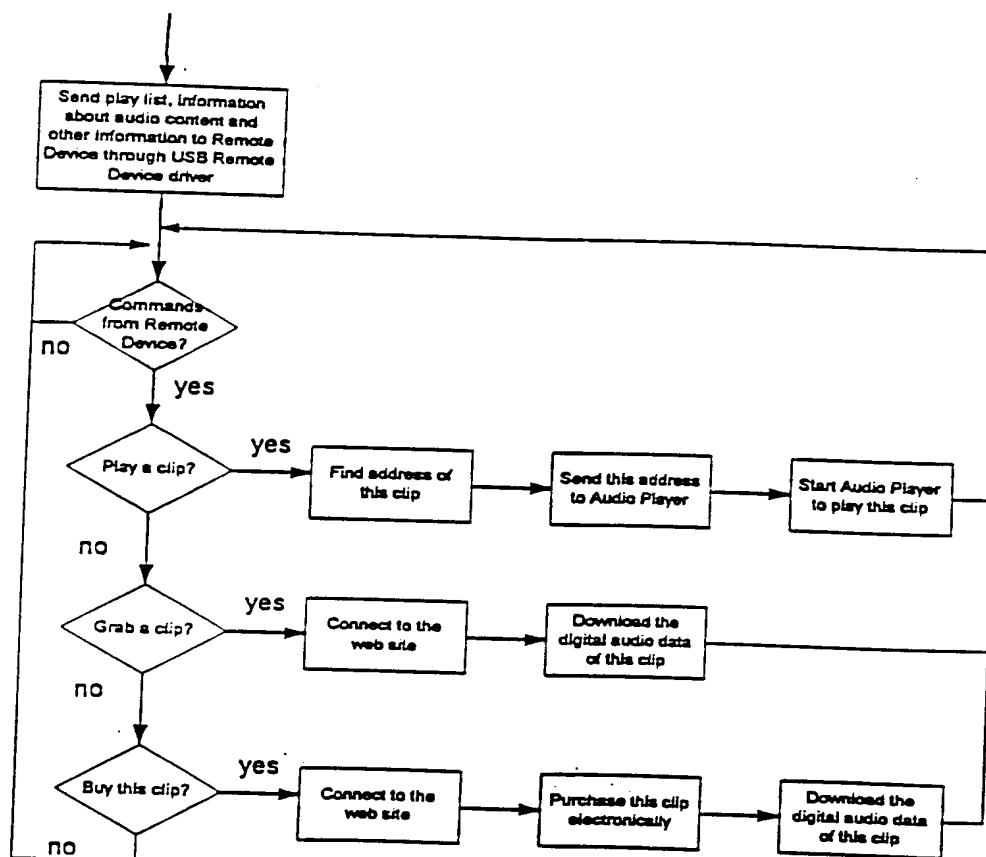 Send play list, Information
about audio content and
other Information to Remote
Device through USB Remote
Device driver
Commands
from Remote
Device?
no
yes
Play a clip?
yes
Find address of
this clip
Send this address
to Audio Player
Start Audio Player
to play this clip
no
Grab a clip?
yes
Connect to the
web site
Download the
digital audio data
of this clip
no
Buy this clip?
yes
Connect to the
web site
Purchase this clip
electronically
Download the
digital audio data
of this clip
no